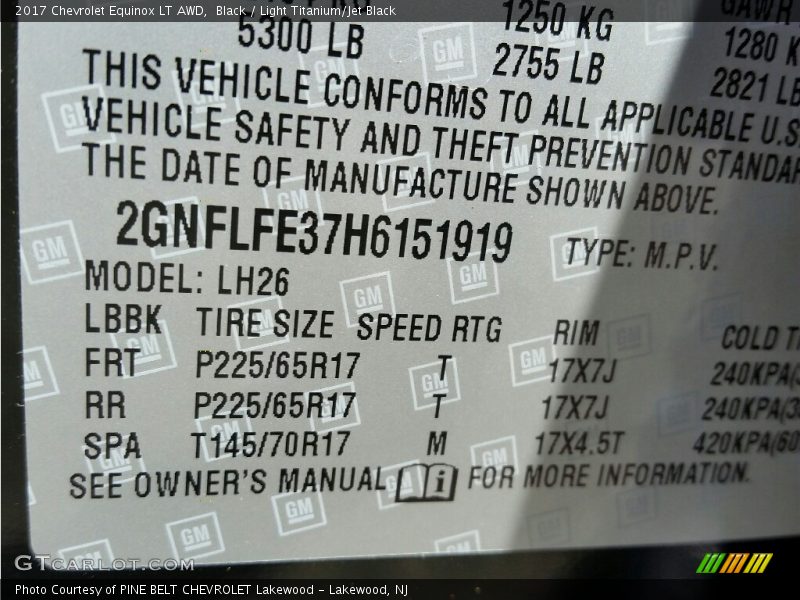 2017 Chevrolet Equinox LT AWD,  Black / Light Titanium/Jet Black
5300 LB 1250 KG GAWR
2755 LB 1280
2821 LB
THIS VEHICLE CONFORMS TO ALL APPLICABLE U.S.
VEHICLE SAFETY AND THEFT PREVENTION
THE DATE OF MANUFACTURE SHOWN ABOVE.
2GNFLFE37H6151919 TYPE: M.P.V.
MODEL: LH26
LBBK TIRE SIZE SPEED RTG RIM COLD
FRT P225/65R17 T 17X7J 240KPA
RR P225/65R17 T 17X7J 240KPA
SPA T145/70R17 M 17X4.5T 420KPA(60
SEE OWNER'S MANUAL i FOR MORE INFORMATION.
GTcarlot.com
Photo Courtesy of PINE BELT CHEVROLET Lakewood - Lakewood, NJ